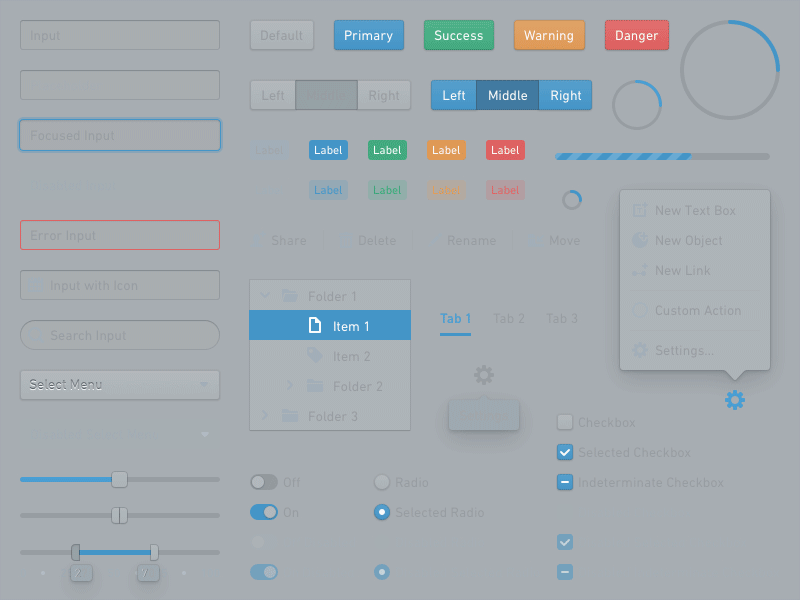 Input
Default
Primary
Success
Warning
Danger
Left
Right
Left
Middle
Right
Focused Input
Label
Label
Label
Label
Label
Label
Label
Label
Label
Error Input
Share
Delete
Rename
Move
New Text Box
New Object
New Link
Custom Action
Settings...
Input with Icon
Search Input
Select Menu
Folder 1
Item 1
Item 2
Folder 2
Folder 3
Tab 1
Tab 2
Tab 3
Checkbox
Selected Checkbox
Indeterminate Checkbox
Off
On
Radio
Selected Radio